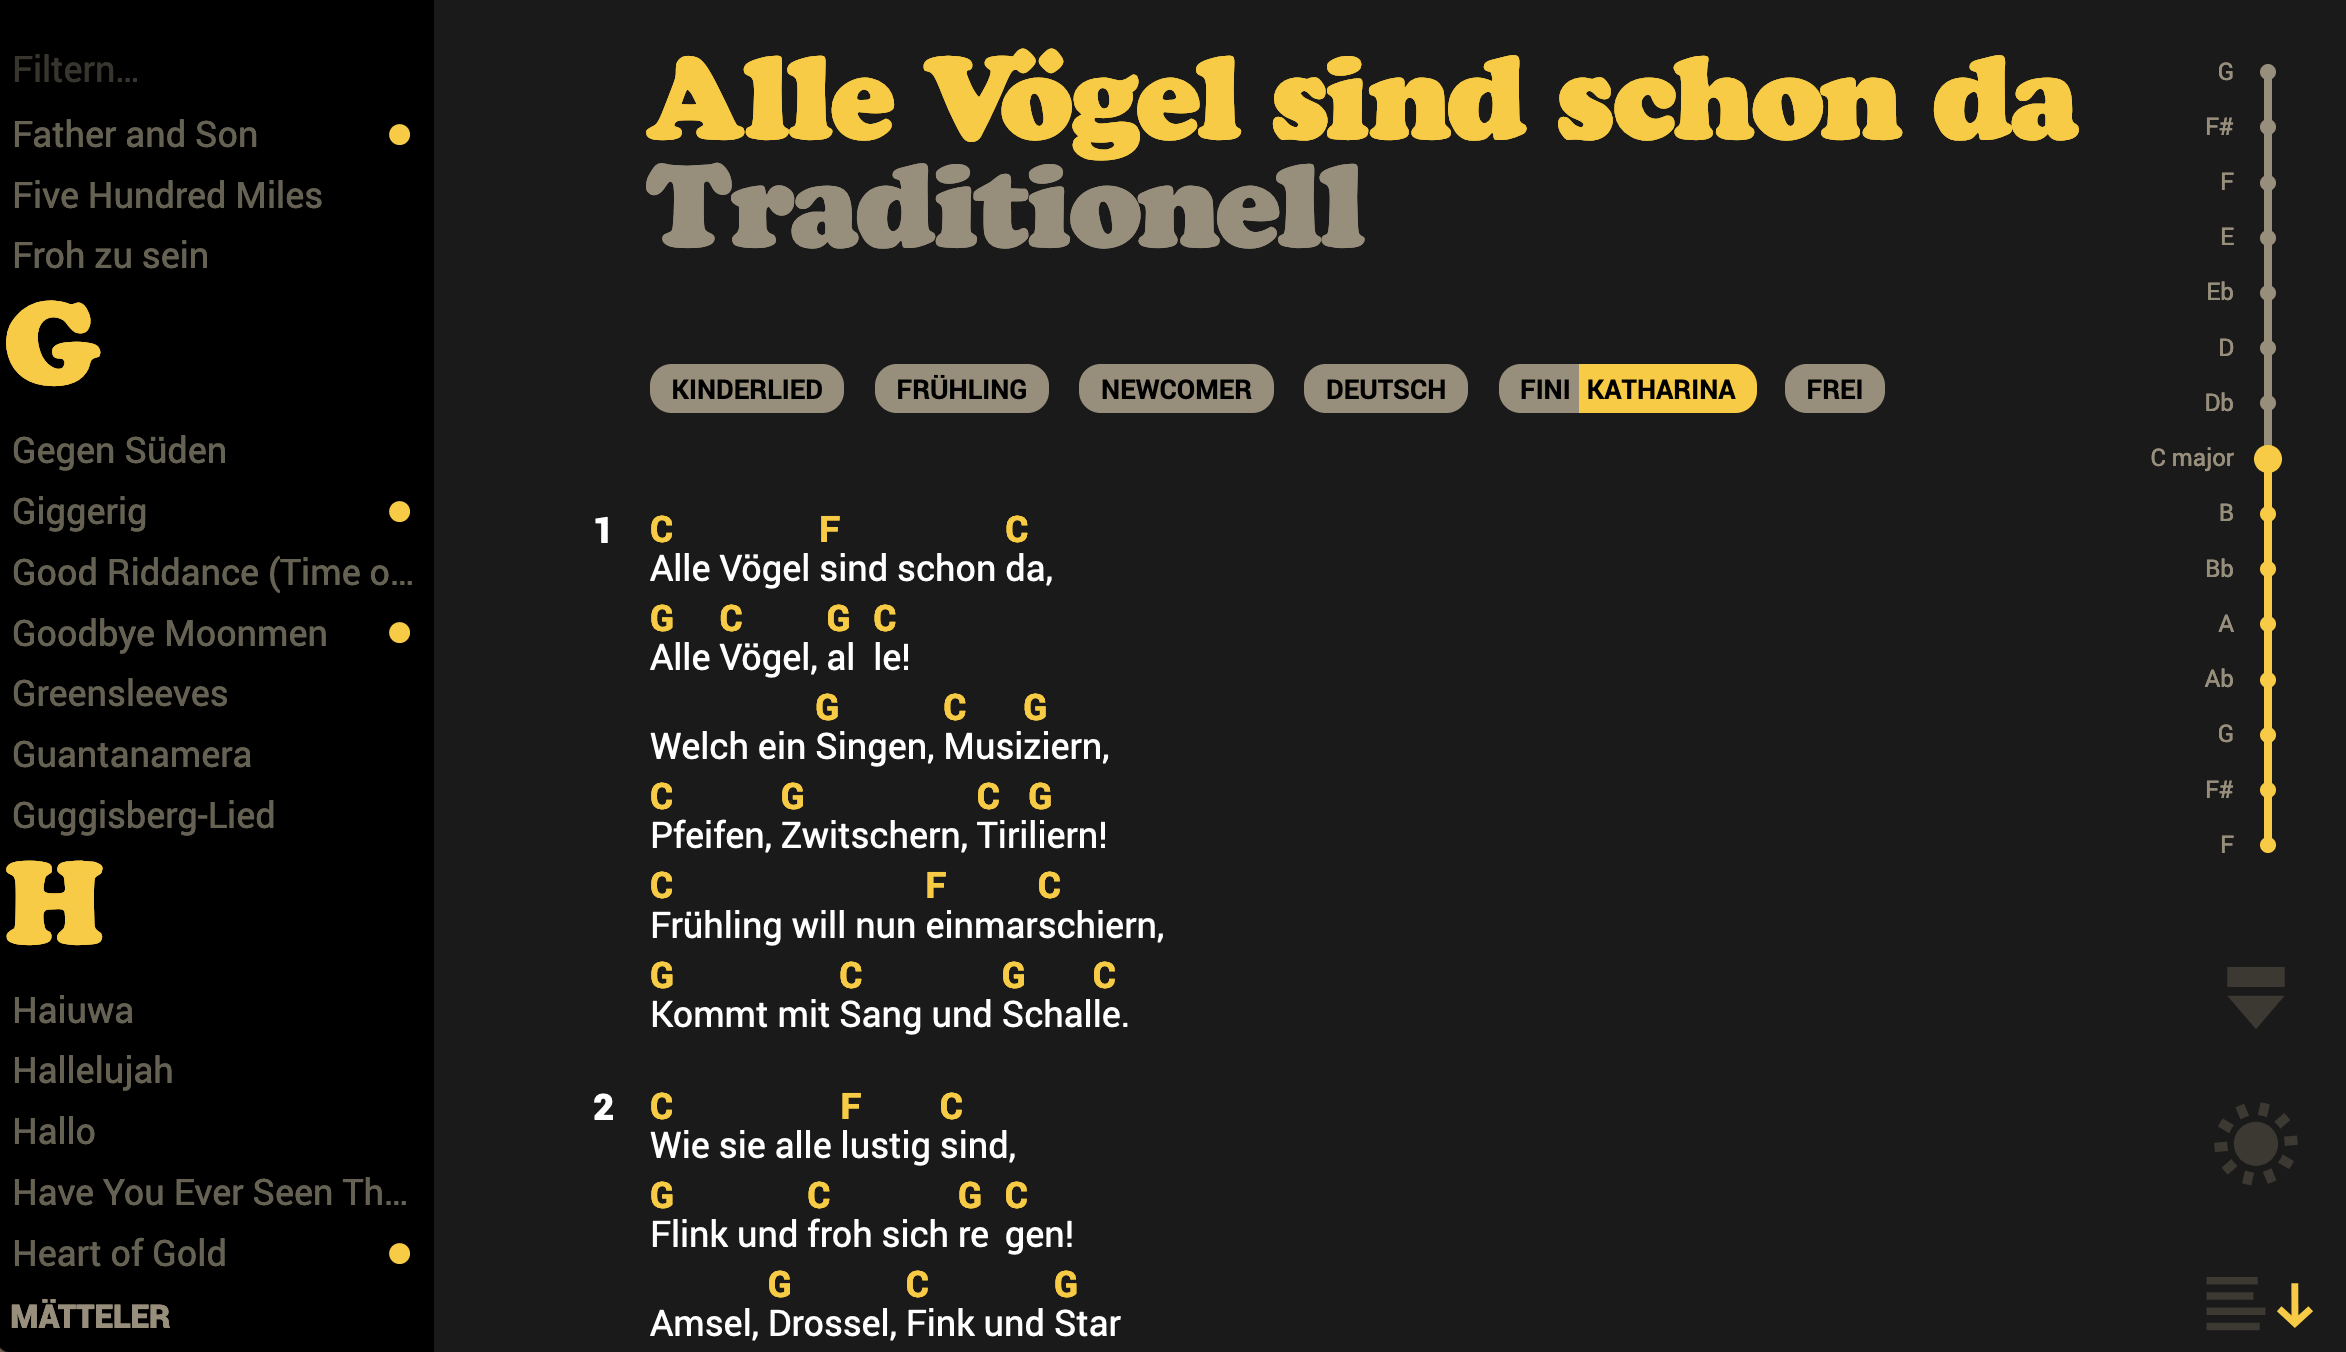 Filtern...
Father and Son
Five Hundred Miles
Froh zu sein
G
Gegen Süden
Giggerig
Good Riddance (Time o...
Goodbye Moonmen
Greensleeves
Guantanamera
Guggisberg-Lied
H
Haiuwa
Hallelujah
Hallo
Have You Ever Seen Th...
Heart of Gold
MÄTTELER
Alle Vögel sind schon da
Traditionell
KINDERLIED FRÜHLING NEWCOMER DEUTSCH FINI KATHARINA FREI
1 C F C
Alle Vögel sind schon da,
G C G C
Alle Vögel, al le!
G C G
Welch ein Singen, Musiziern,
C G C G
Pfeifen, Zwitschern, Tiriliern!
C F C
Frühling will nun einmarschiern,
G C G C
Kommt mit Sang und Schalle.
2 C F C
Wie sie alle lustig sind,
G C G C
Flink und froh sich re gen!
G C G
Amsel, Drossel, Fink und Star
G
F#
F
E
Eb
D
Db
C major
B
Bb
A
Ab
G
F#
F